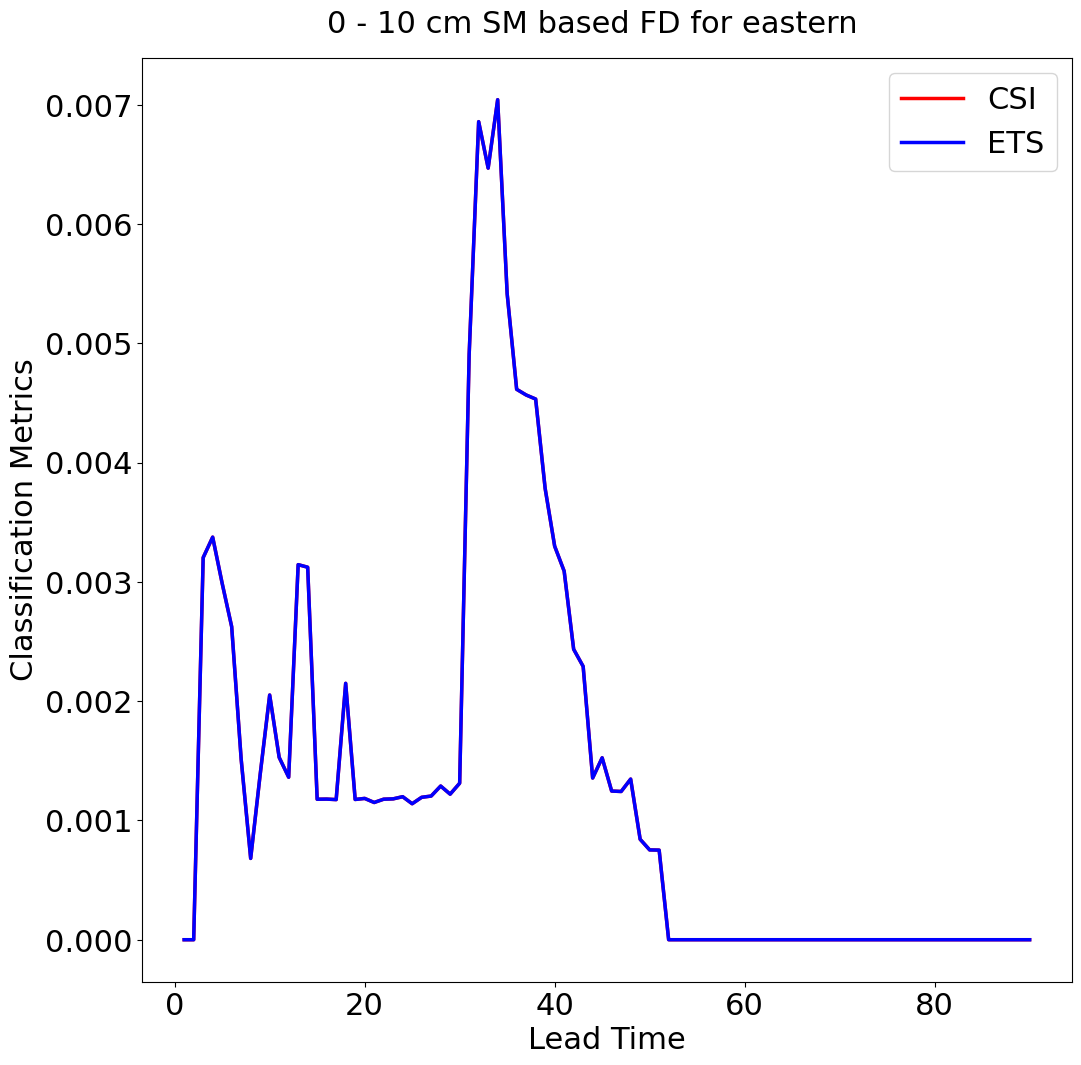 0 - 10 cm SM based FD for eastern
CSI
ETS
Classification Metrics
0.007
0.006
0.005
0.004
0.003
0.002
0.001
0.000
0 20 40 60 80
Lead Time